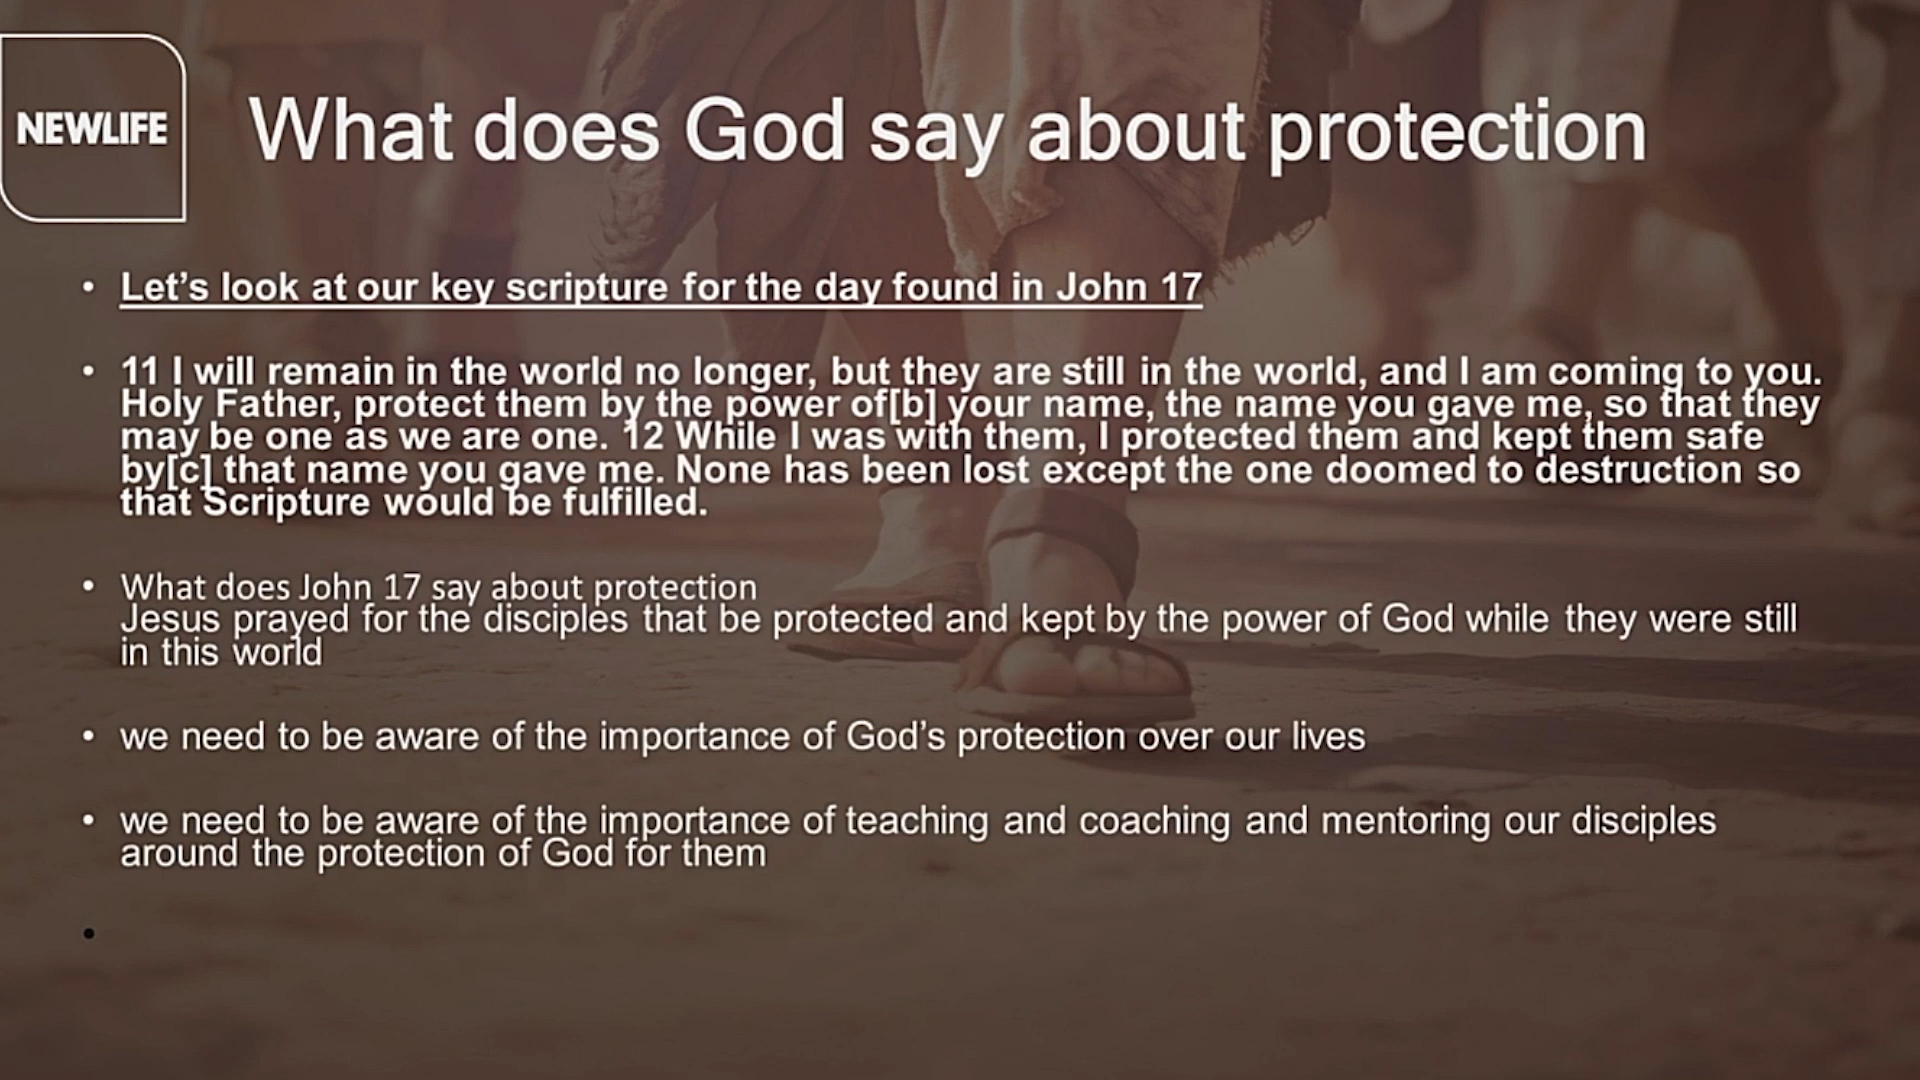 NEWLIFE
What does God say about protection
• Let’s look at our key scripture for the day found in John 17
• 11 I will remain in the world no longer, but they are still in the world, and I am coming to you.
Holy Father, protect them by the power of[b] your name, the name you gave me, so that they
may be one as we are one. 12 While I was with them, I protected them and kept them safe
by[c] that name you gave me. None has been lost except the one doomed to destruction so
that Scripture would be fulfilled.
• What does John 17 say about protection
Jesus prayed for the disciples that be protected and kept by the power of God while they were still
in this world
• we need to be aware of the importance of God’s protection over our lives
• we need to be aware of the importance of teaching and coaching and mentoring our disciples
around the protection of God for them
•